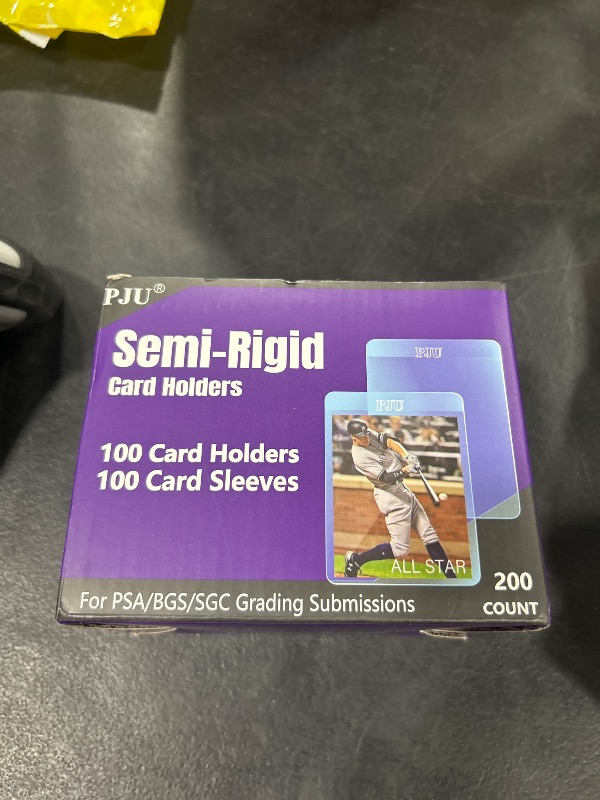 PJU®
Semi-Rigid
Card Holders
100 Card Holders
100 Card Sleeves
PJU
PJU
ALL STAR
For PSA/BGS/SGC Grading Submissions
200
COUNT